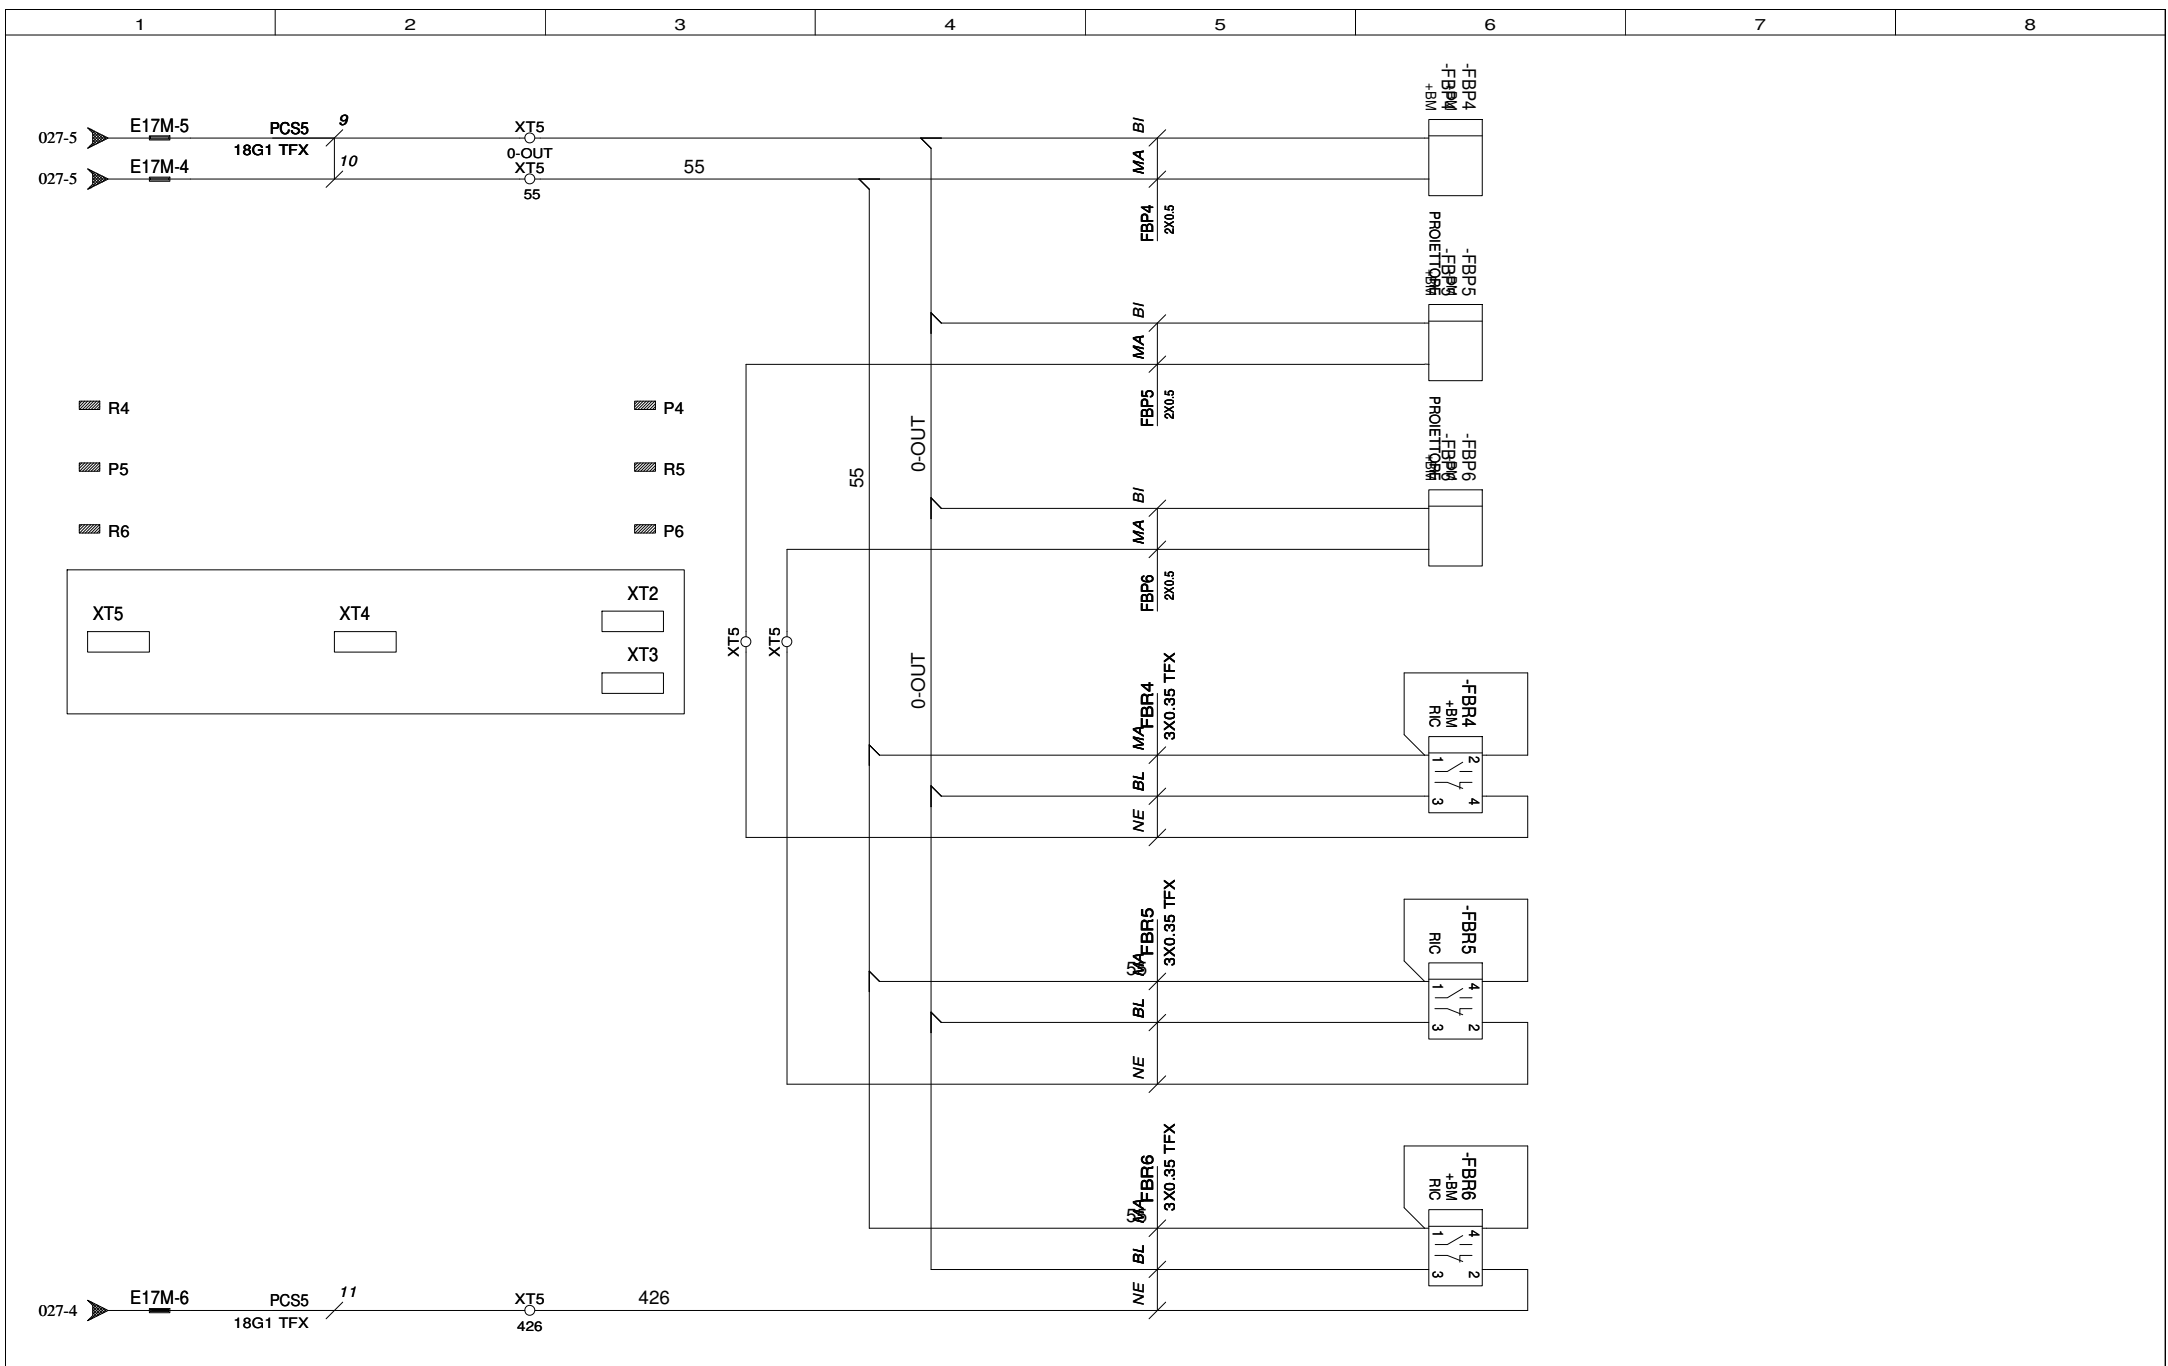 1 2 3 4 5 6 7 8
027-5 E17M-5 PCS5 9
18G1 TFX
XT5
0-OUT
027-5 E17M-4 10
XT5
55
55
BI
MA
FBP4
2X0.5
-FBP4
+BM
BI
MA
FBP5
2X0.5
-FBP5
PROIETTORE
BI
MA
FBP6
2X0.5
-FBP6
PROIETTORE
R4 P4
P5 R5
R6 P6
XT5 XT4 XT2
XT3
55
0-OUT
0-OUT
XT5
XT5
MA
BL
NE
FBR4
3X0.35 TFX
-FBR4
+BM
RIC
1 2
3 4
BL
NE
FBR5
3X0.35 TFX
-FBR5
RIC
1 4
3 2
BL
NE
FBR6
3X0.35 TFX
-FBR6
+BM
RIC
1 4
3 2
027-4 E17M-6 PCS5 11
18G1 TFX
XT5
426
426